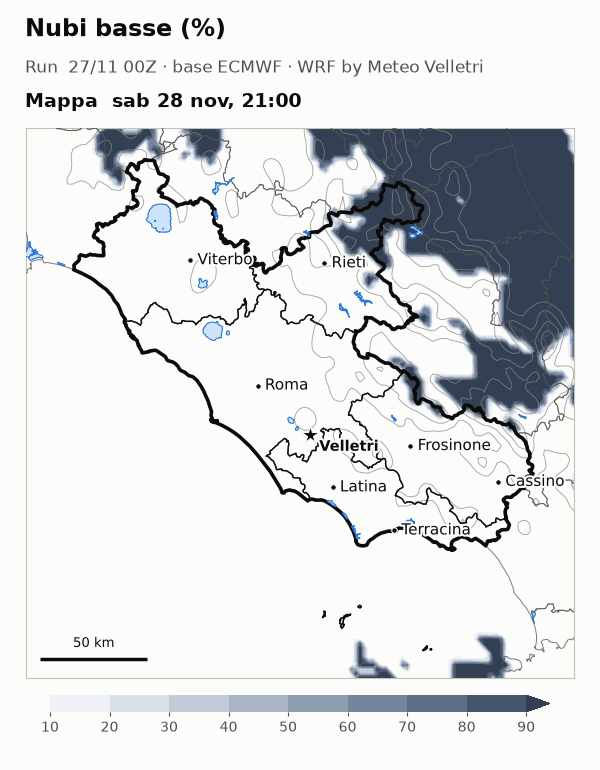 Nubi basse (%)
Run  27/11 00Z · base ECMWF · WRF by Meteo Velletri
Mappa  sab 28 nov, 21:00
Viterbo
Rieti
Roma
Velletri
Frosinone
Cassino
Latina
Terracina
50 km
10 20 30 40 50 60 70 80 90